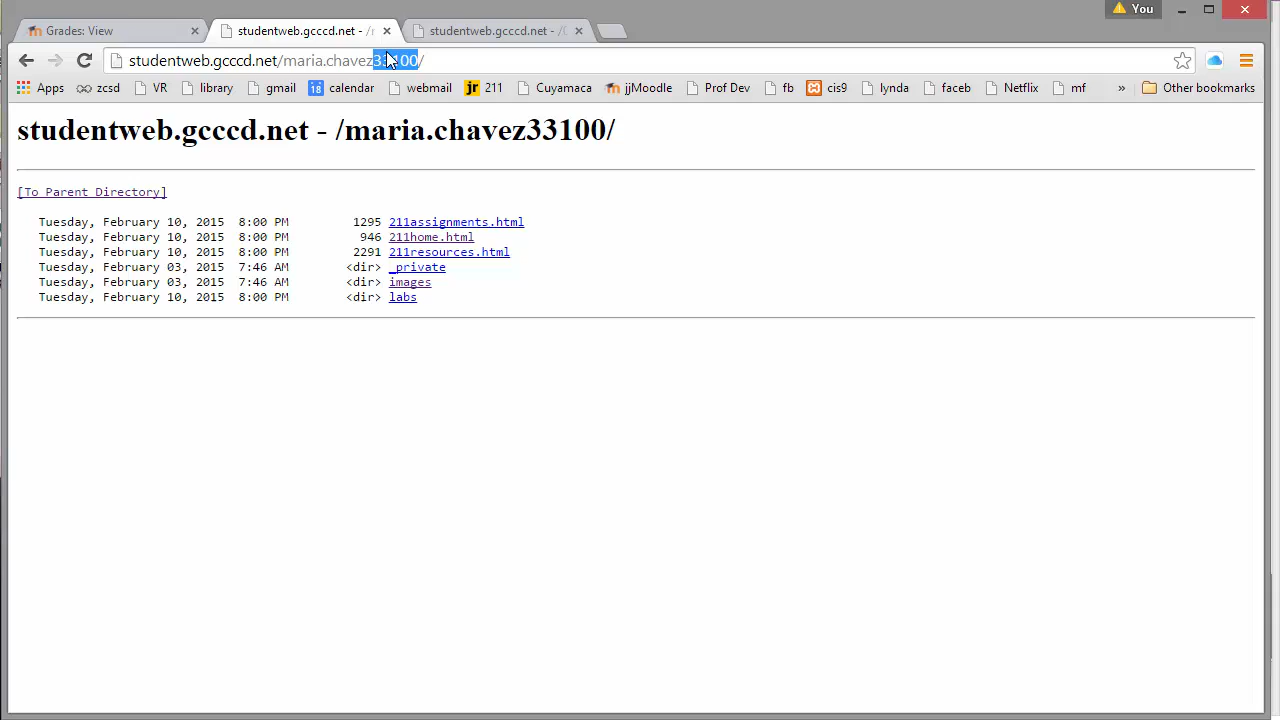 You
Grades: View
studentweb.gcccd.net - /r
studentweb.gcccd.net - /
studentweb.gcccd.net/maria.chavez33100/
Apps zcsd VR library gmail 18 calendar webmail jr 211 Cuyamaca jjMoodle Prof Dev fb cis9 lynda faceb Netflix mf » Other bookmarks
studentweb.gcccd.net - /maria.chavez33100/
[To Parent Directory]
Tuesday, February 10, 2015 8:00 PM 1295 211assignments.html
Tuesday, February 10, 2015 8:00 PM 946 211home.html
Tuesday, February 10, 2015 8:00 PM 2291 211resources.html
Tuesday, February 03, 2015 7:46 AM <dir> _private
Tuesday, February 03, 2015 7:46 AM <dir> images
Tuesday, February 10, 2015 8:00 PM <dir> labs